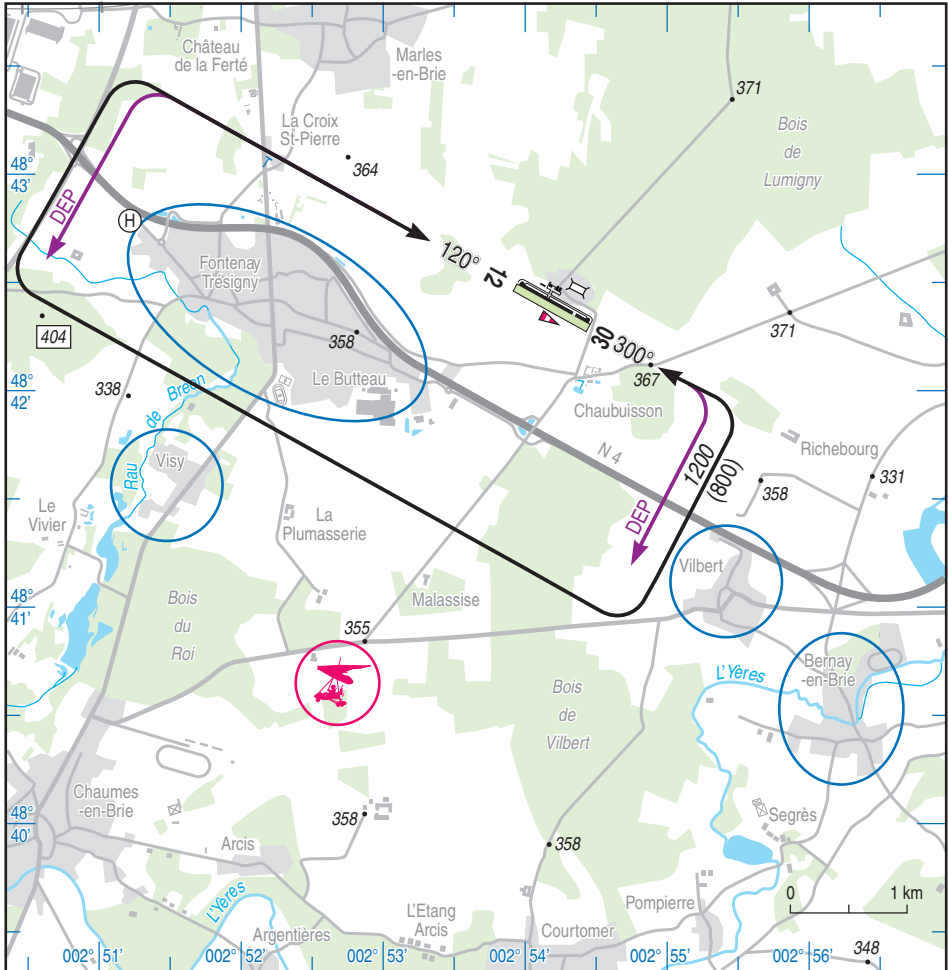 Château
de la Ferté
Marles
-en-Brie
371
La Croix
St-Pierre
Bois
de
Lumigny
364
48°
43'
DEP
H
120°
12
Fontenay
Trésigny
404
358
30
300°
371
367
48°
42'
338
Le Butteau
Chaubuisson
Rau de Bréon
N 4
1200
(800)
Richebourg
331
358
Visy
Le
Vivier
La
Plumasserie
DEP
Vilbert
Malassise
48°
41'
Bois
du
Roi
355
Bernay
-en-Brie
L'Yères
Bois
de
Vilbert
Chaumes
-en-Brie
48°
40'
358
Segrès
Arcis
358
L'Yères
Pompierre
0 1 km
L'Etang
Arcis
Argentières
Courtomer
002° 51'
002° 52'
002° 53'
002° 54'
002° 55'
002° 56'
348